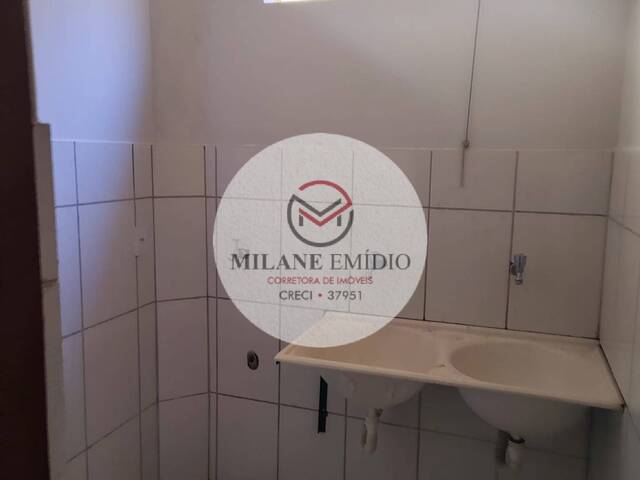 MILANE EMÍDIO
CORRETORA DE IMÓVEIS
CRECI • 37951